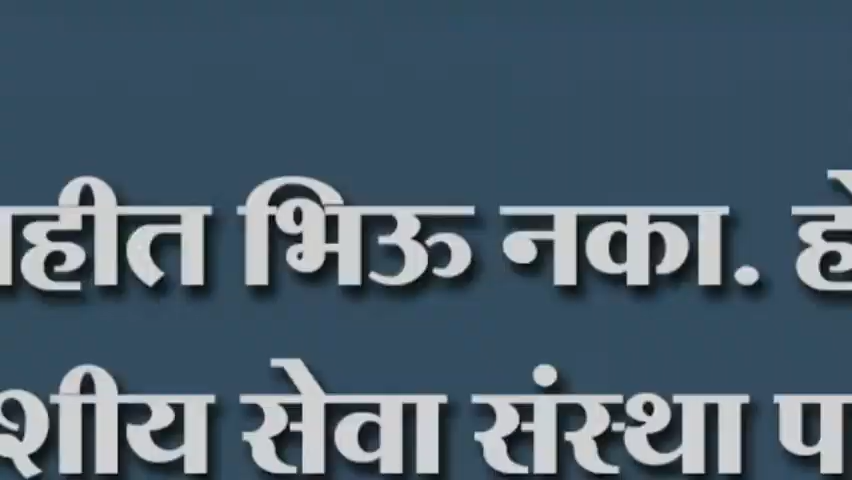 हीत भिऊ नका. हो
शीय सेवा संस्था प